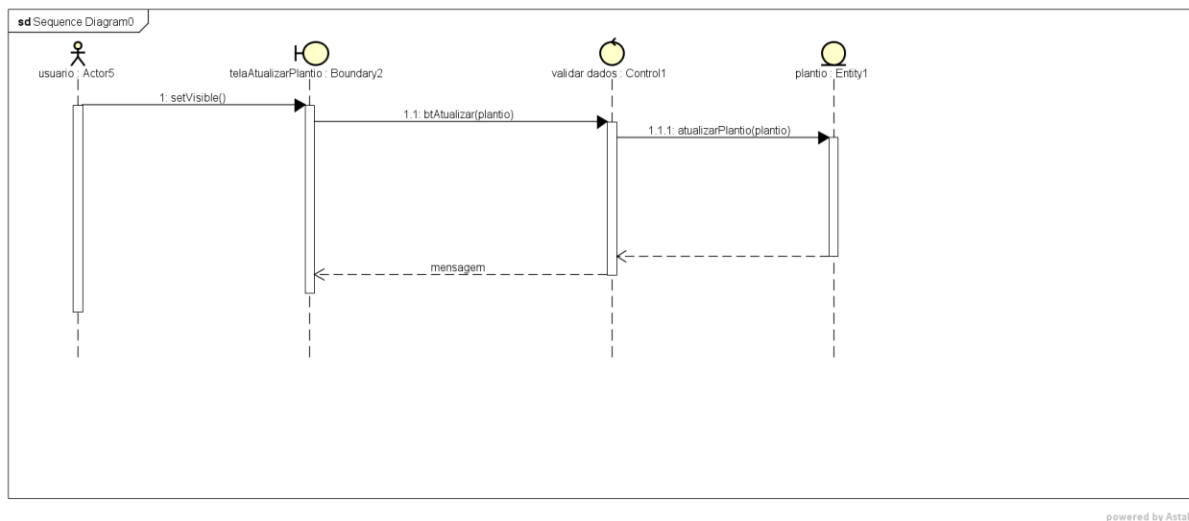 sd Sequence Diagram0
usuario : Actor5
telaAtualizarPlantio : Boundary2
validar dados : Control1
plantio : Entity1
1: setVisible()
1.1: btAtualizar(plantio)
1.1.1: atualizarPlantio(plantio)
mensagem
powered by Astah